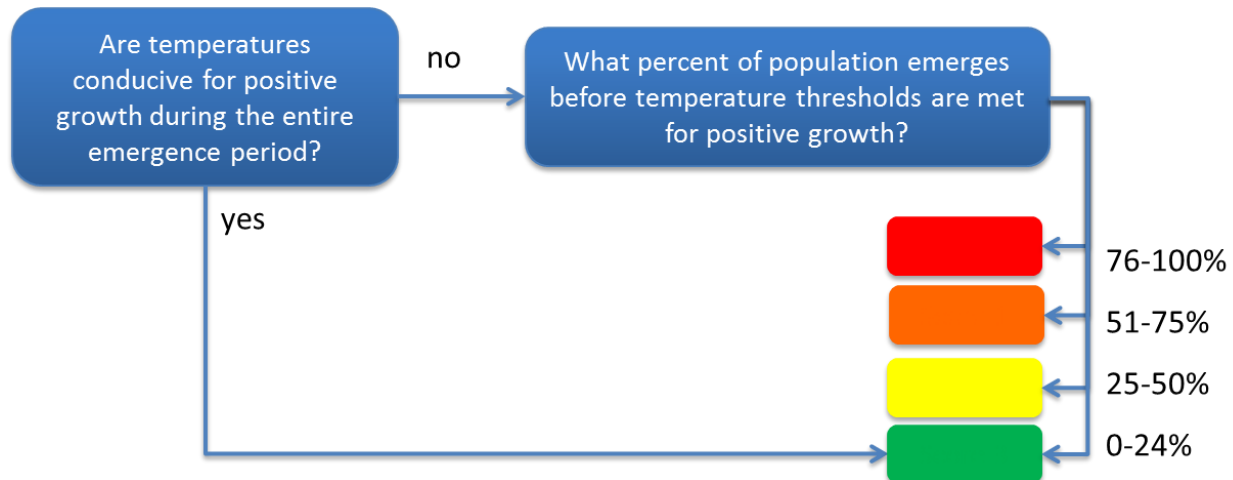 Are temperatures
conducive for positive
growth during the entire
emergence period?
no
What percent of population emerges
before temperature thresholds are met
for positive growth?
yes
76-100%
51-75%
25-50%
0-24%